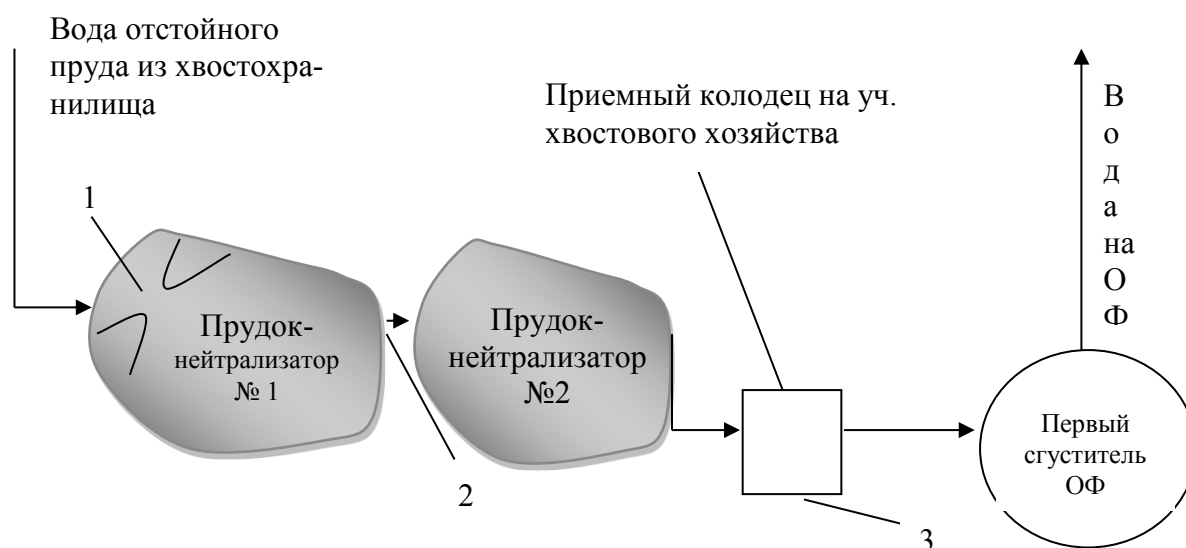 Вода отстойного
пруда из хвостохра-
нилища
Приемный колодец на уч.
хвостового хозяйства
В
о
д
а
на
О
Ф
1
Прудок-
нейтрализатор
№ 1
Прудок-
нейтрализатор
№2
2
3
Первый
сгуститель
ОФ